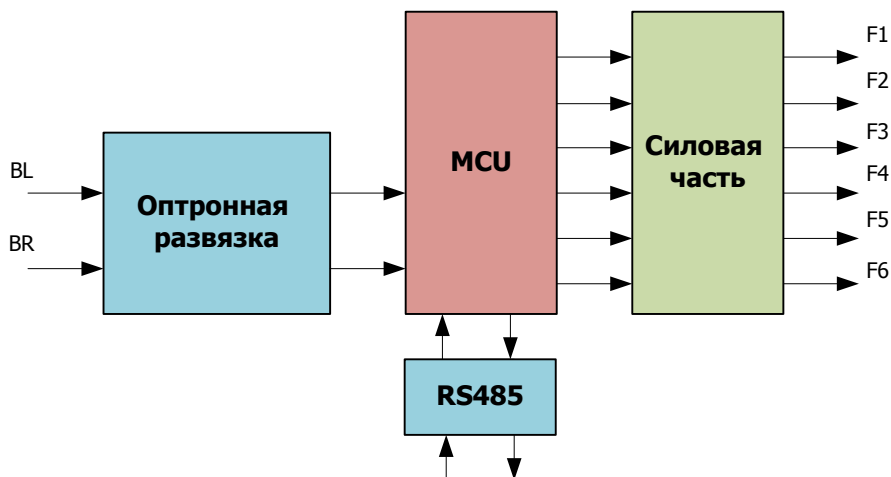 BL
BR
Оптронная
развязка
MCU
RS485
Силовая
часть
F1
F2
F3
F4
F5
F6